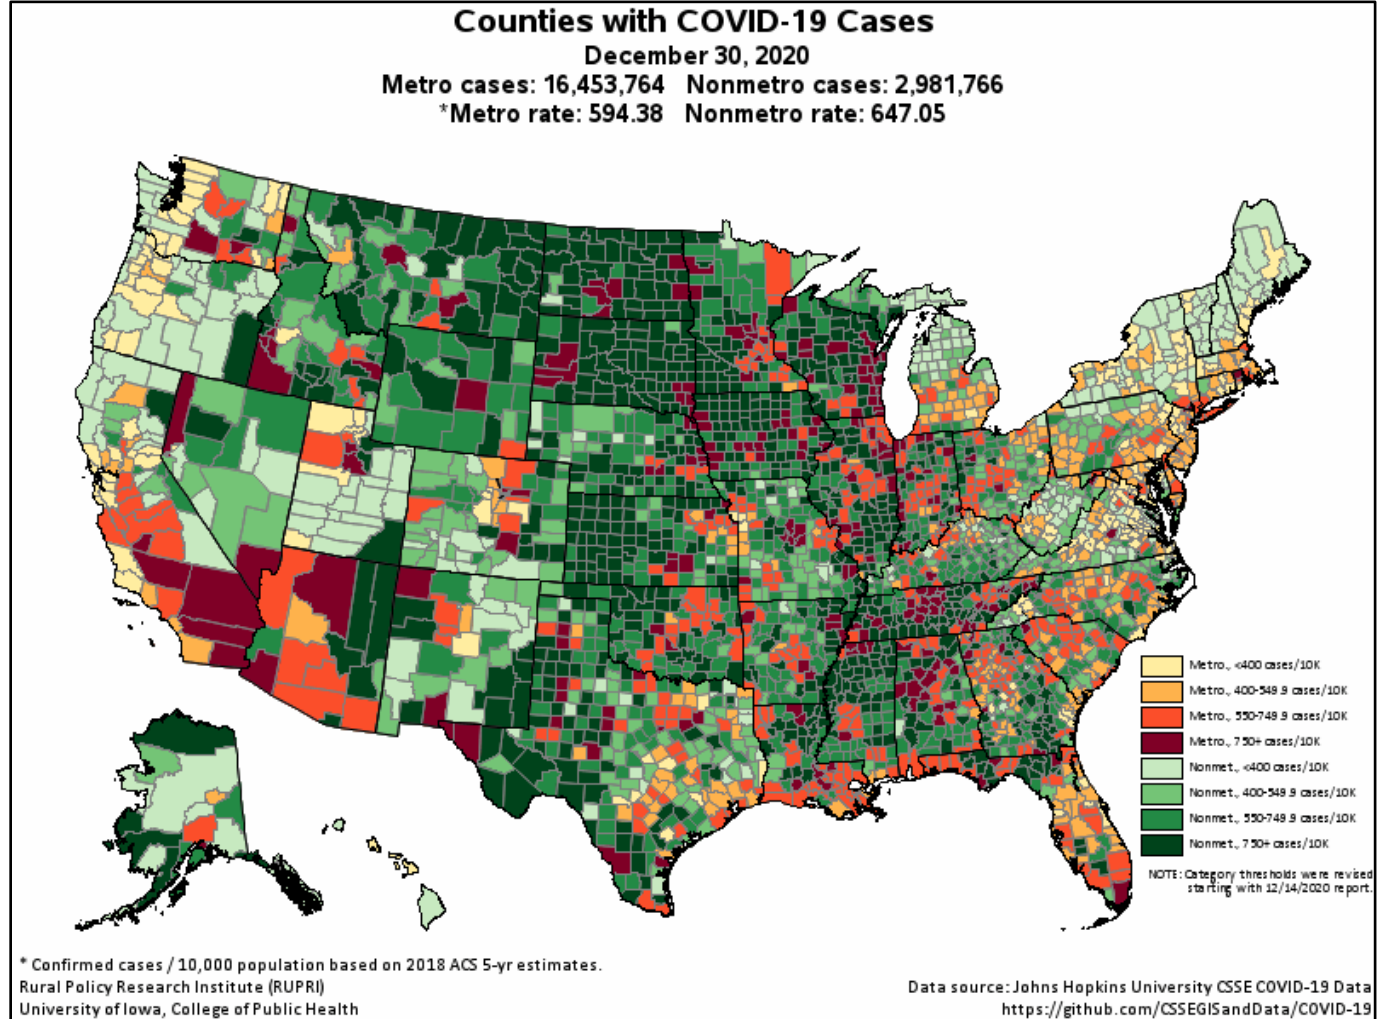 Counties with COVID-19 Cases
December 30, 2020
Metro cases: 16,453,764 Nonmetro cases: 2,981,766
*Metro rate: 594.38 Nonmetro rate: 647.05
Metro., <400 cases/10K
Metro., 400-549.9 cases/10K
Metro., 550-749.9 cases/10K
Metro., 750+ cases/10K
Nonmet., <400 cases/10K
Nonmet., 400-549.9 cases/10K
Nonmet., 550-749.9 cases/10K
Nonmet., 750+ cases/10K
NOTE: Category thresholds were revised
starting with 12/14/2020 report.
* Confirmed cases / 10,000 population based on 2018 ACS 5-yr estimates.
Rural Policy Research Institute (RUPRI)
University of Iowa, College of Public Health
Data source: Johns Hopkins University CSSE COVID-19 Data
https://github.com/CSSEGISandData/COVID-19